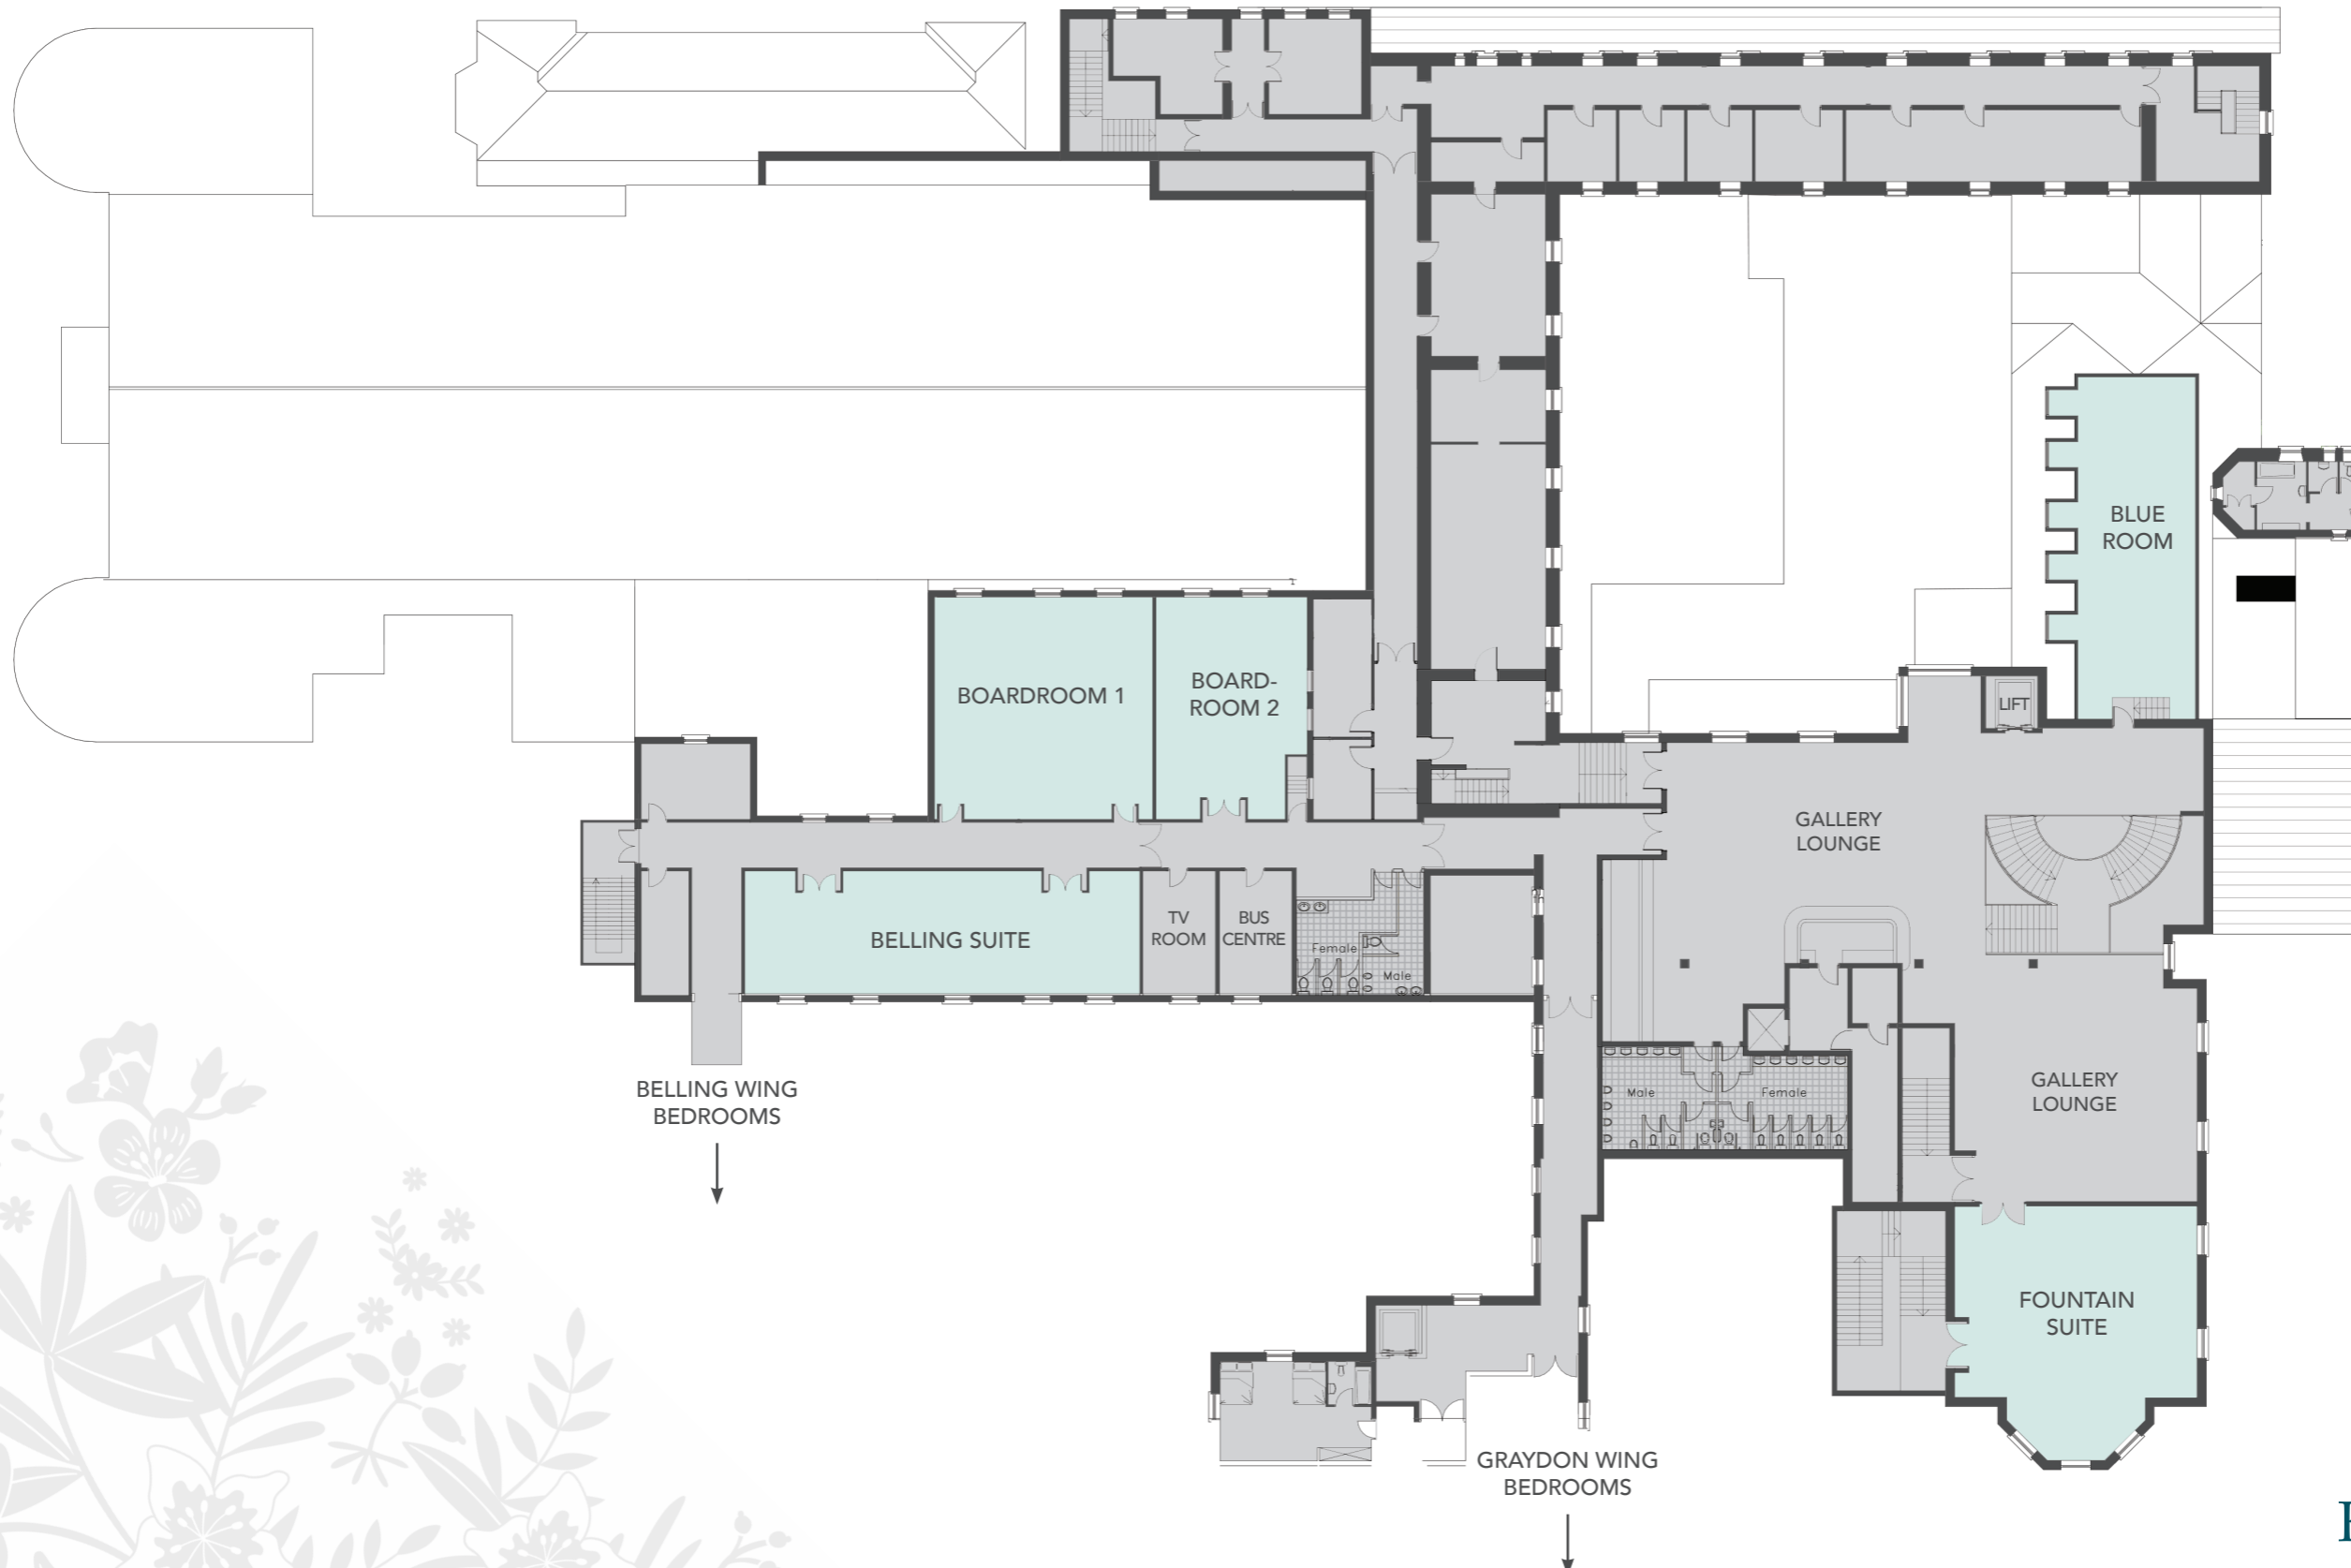 BLUE
ROOM
BOARDROOM 1
BOARD-
ROOM 2
LIFT
GALLERY
LOUNGE
BELLING SUITE
TV
ROOM
BUS
CENTRE
Female
Male
BELLING WING
BEDROOMS
Male
Female
GALLERY
LOUNGE
FOUNTAIN
SUITE
GRAYDON WING
BEDROOMS